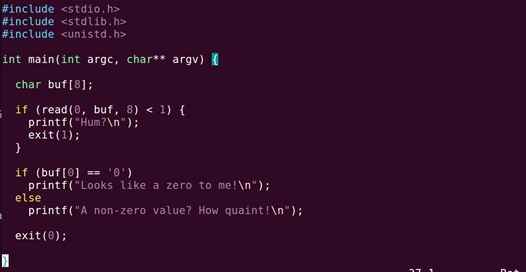 #include <stdio.h>
#include <stdlib.h>
#include <unistd.h>
int main(int argc, char** argv) {
char buf[8];
if (read(0, buf, 8) < 1) {
printf("Hum?\n");
exit(1);
}
if (buf[0] == '0')
printf("Looks like a zero to me!\n");
else
printf("A non-zero value? How quaint!\n");
exit(0);
}